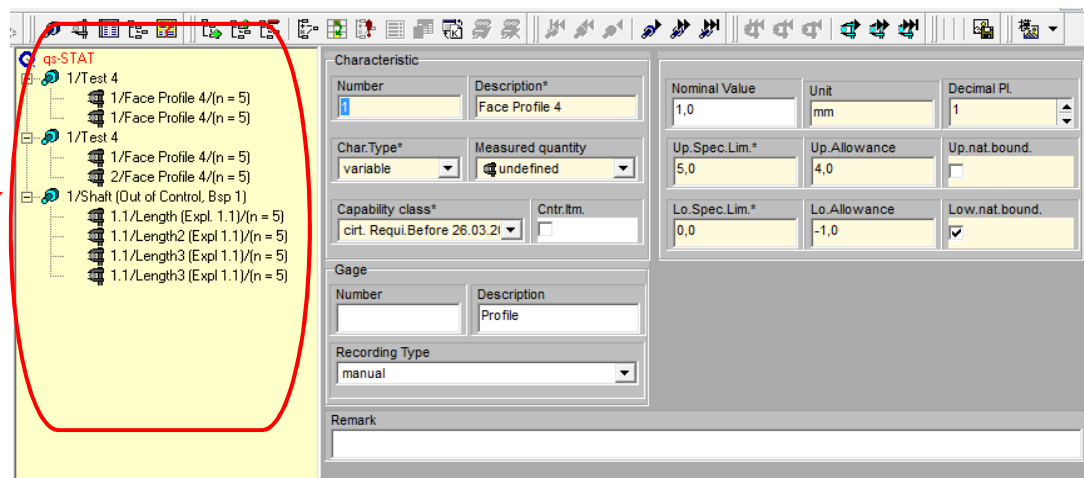 qs-STAT
1/Test 4
1/Face Profile 4/(n = 5)
1/Face Profile 4/(n = 5)
1/Test 4
1/Face Profile 4/(n = 5)
2/Face Profile 4/(n = 5)
1/Shaft (Out of Control, Bsp 1)
1.1/Length (Expl. 1.1)/(n = 5)
1.1/Length2 (Expl 1.1)/(n = 5)
1.1/Length3 (Expl 1.1)/(n = 5)
1.1/Length3 (Expl 1.1)/(n = 5)
Characteristic
Number Description*
1 Face Profile 4
Char.Type* Measured quantity
variable undefined
Capability class* Cntr.Itm.
cirt. Requi.Before 26.03.2
Nominal Value Unit Decimal Pl.
1,0 mm 1
Up.Spec.Lim.* Up.Allowance Up.nat.bound.
5,0 4,0
Lo.Spec.Lim.* Lo.Allowance Low.nat.bound.
0,0 -1,0
Gage
Number Description
Profile
Recording Type
manual
Remark